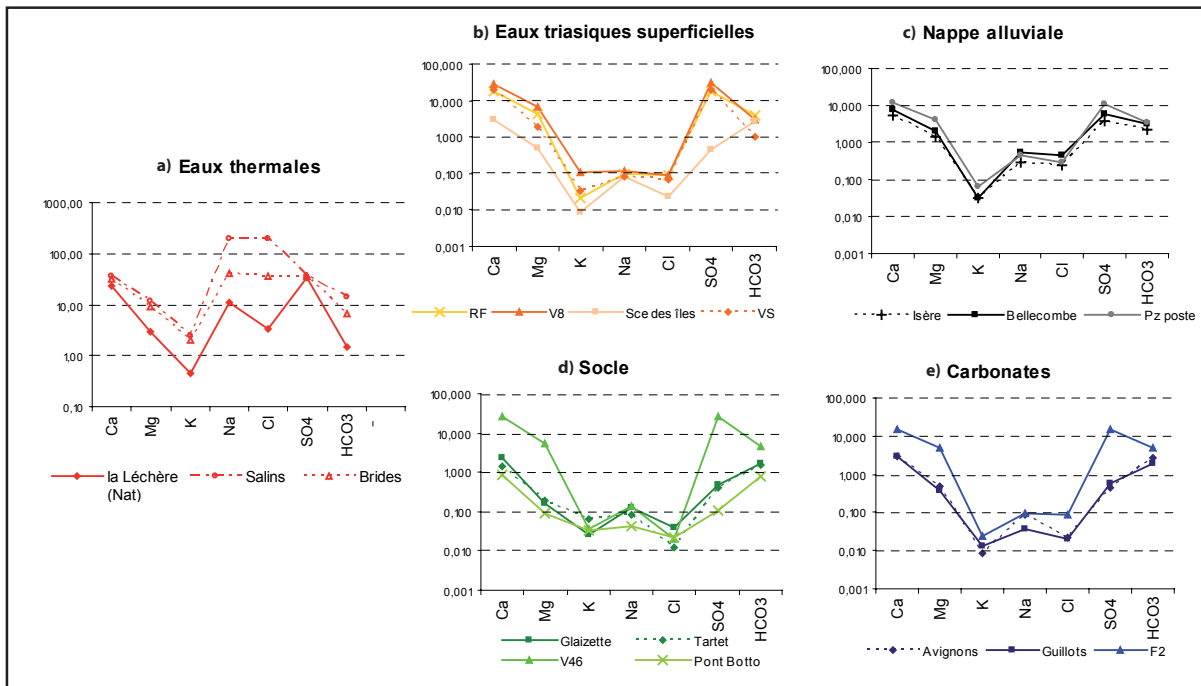 a) Eaux thermales
1000,00
100,00
10,00
1,00
0,10
Ca
Mg
K
Na
Cl
SO4
HCO3
–
la Léchère (Nat)
Salins
Brides
b) Eaux triasiques superficielles
100,000
10,000
1,000
0,100
0,010
0,001
Ca
Mg
K
Na
Cl
SO4
HCO3
RF
V8
Sce des îles
VS
c) Nappe alluviale
100,000
10,000
1,000
0,100
0,010
0,001
Ca
Mg
K
Na
Cl
SO4
HCO3
Isère
Bellecombe
Pz poste
d) Socle
100,000
10,000
1,000
0,100
0,010
0,001
Ca
Mg
K
Na
Cl
SO4
HCO3
Glaizette
Tartet
V46
Pont Botto
e) Carbonates
100,000
10,000
1,000
0,100
0,010
0,001
Ca
Mg
K
Na
Cl
SO4
HCO3
Avignons
Guillots
F2